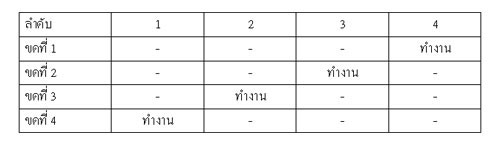 ลำดับ 1 2 3 4
ขดที่ 1 - - - ทำงาน
ขดที่ 2 - - ทำงาน -
ขดที่ 3 - ทำงาน - -
ขดที่ 4 ทำงาน - - -